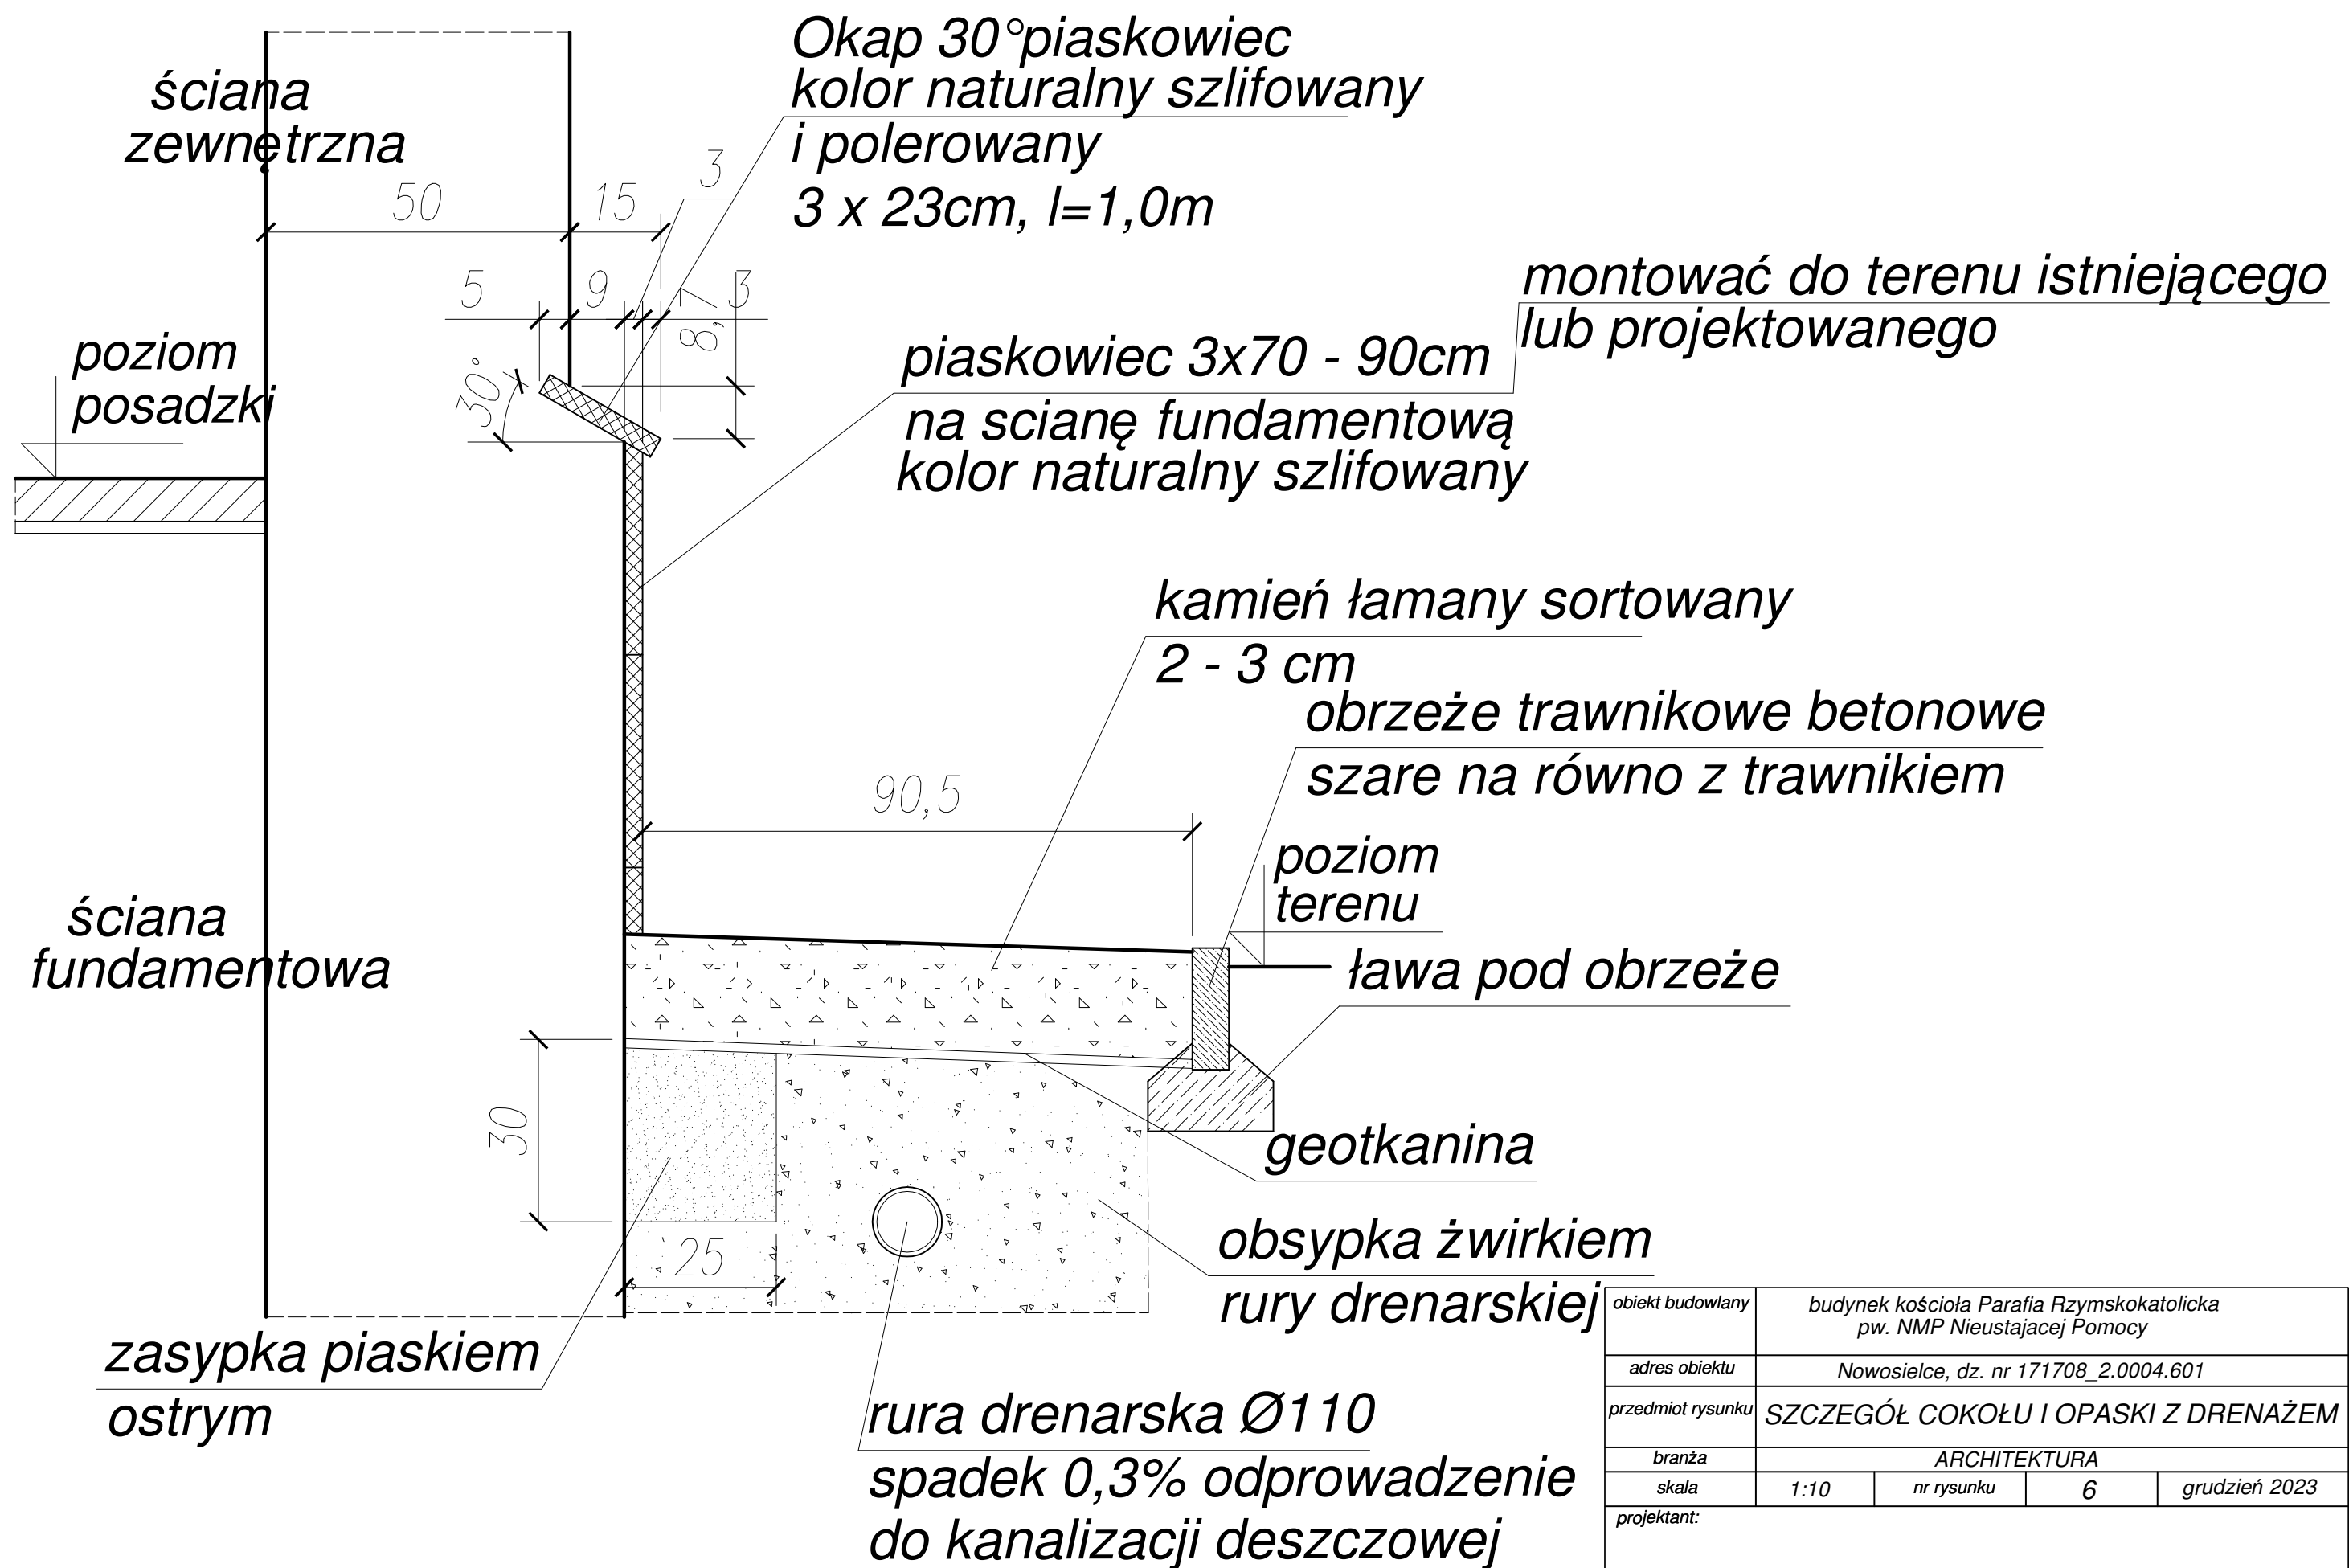 Okap 30°piaskowiec
kolor naturalny szlifowany
i polerowany
3 x 23cm, l=1,0m
ściana
zewnętrzna
50
15
3
5
9
3
8,7
30°
montować do terenu istniejącego
lub projektowanego
poziom
posadzki
piaskowiec 3x70 - 90cm
na scianę fundamentową
kolor naturalny szlifowany
kamień łamany sortowany
2 - 3 cm
obrzeże trawnikowe betonowe
szare na równo z trawnikiem
90,5
poziom
terenu
ściana
fundamentowa
ława pod obrzeże
30
geotkanina
25
obsypka żwirkiem
rury drenarskiej
zasypka piaskiem
ostrym
rura drenarska Ø110
spadek 0,3% odprowadzenie
do kanalizacji deszczowej
obiekt budowlany
budynek kościoła Parafia Rzymskokatolicka
pw. NMP Nieustajacej Pomocy
adres obiektu
Nowosielce, dz. nr 171708_2.0004.601
przedmiot rysunku
SZCZEGÓŁ COKOŁU I OPASKI Z DRENAŻEM
branża
ARCHITEKTURA
skala
1:10
nr rysunku
6
grudzień 2023
projektant: